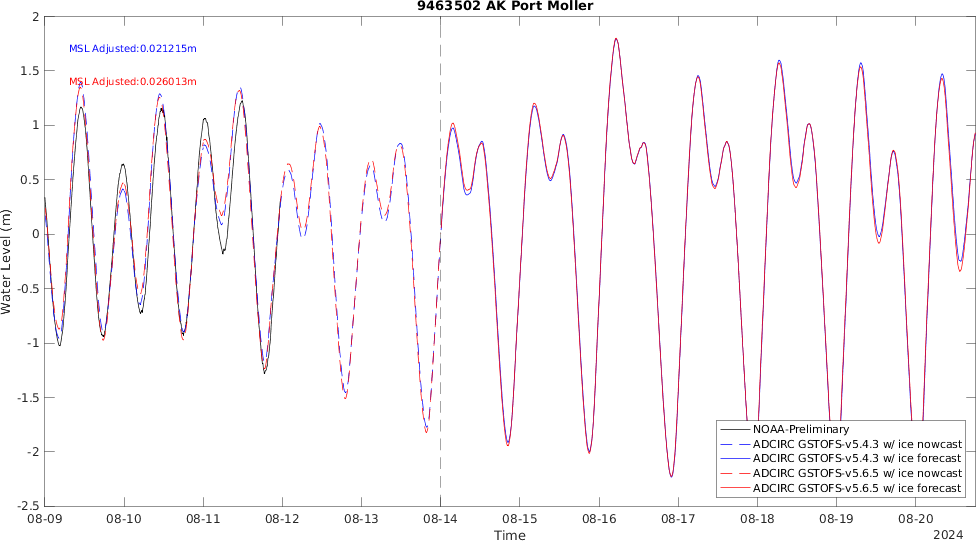 9463502 AK Port Moller
MSL Adjusted:0.021215m
MSL Adjusted:0.026013m
Water Level (m)
2
1.5
1
0.5
0
-0.5
-1
-1.5
-2
-2.5
NOAA-Preliminary
ADCIRC GSTOFS-v5.4.3 w/ ice nowcast
ADCIRC GSTOFS-v5.4.3 w/ ice forecast
ADCIRC GSTOFS-v5.6.5 w/ ice nowcast
ADCIRC GSTOFS-v5.6.5 w/ ice forecast
08-09 08-10 08-11 08-12 08-13 08-14 08-15 08-16 08-17 08-18 08-19 08-20
Time
2024